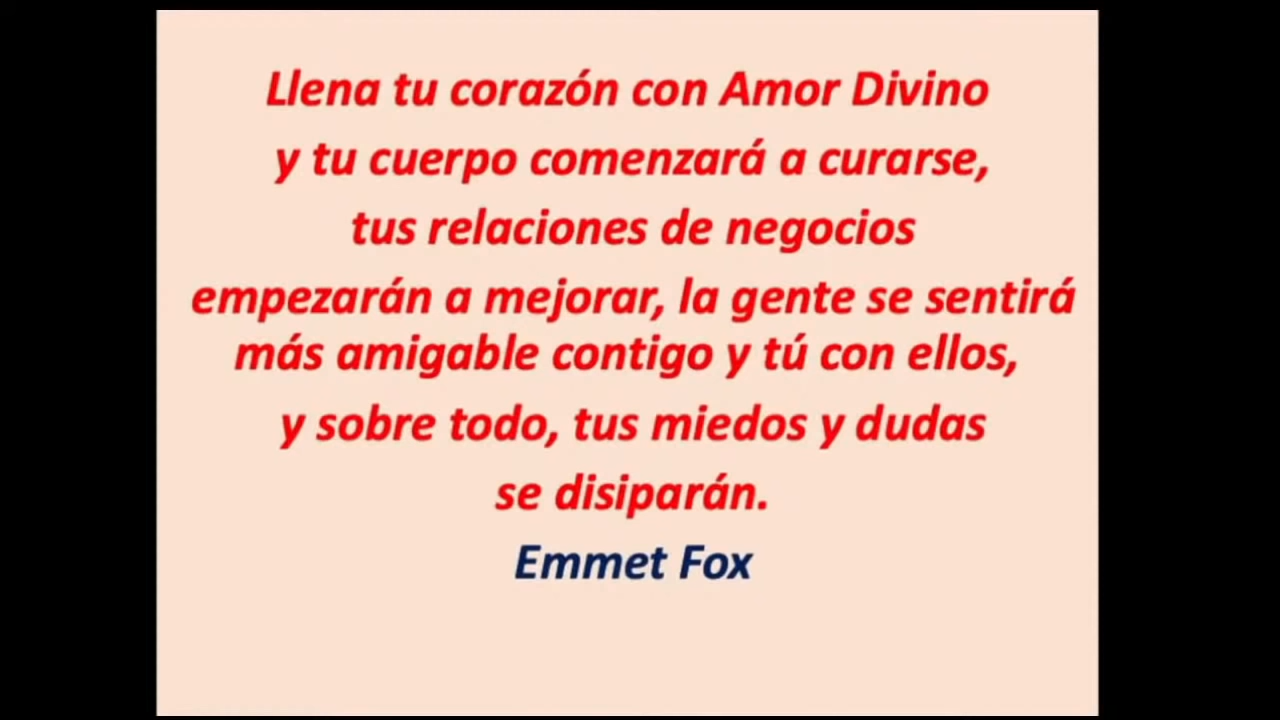 Llena tu corazón con Amor Divino
y tu cuerpo comenzará a curarse,
tus relaciones de negocios
empezarán a mejorar, la gente se sentirá
más amigable contigo y tú con ellos,
y sobre todo, tus miedos y dudas
se disiparán.
Emmet Fox